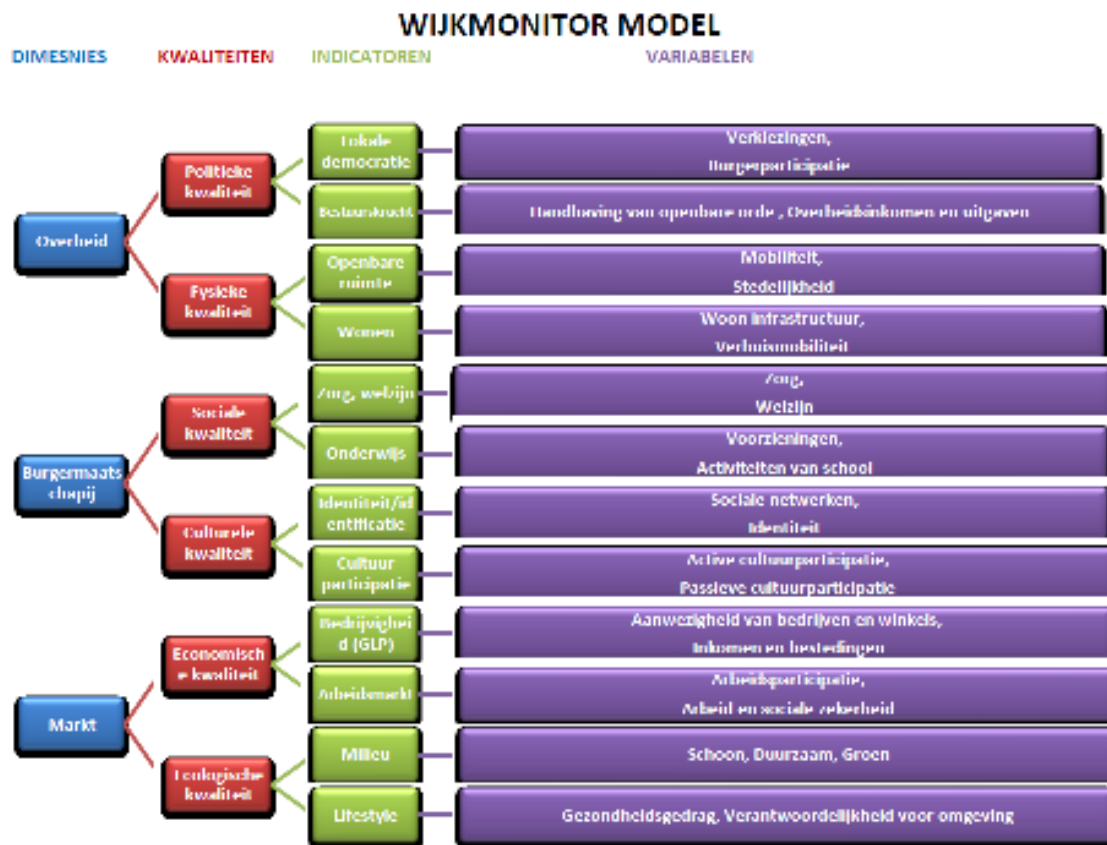 WIJKMONITOR MODEL
DIMESNIES KWALITEITEN INDICATOREN VARIABELEN
Overheid
Politieke
kwaliteit
Lokale
democratie
Verkiezingen,
Burgerparticipatie
Bestuurskracht
Handhaving van openbare orde , Overheidsinkomen en uitgaven
Fysieke
kwaliteit
Openbare
ruimte
Mobiliteit,
Stedelijkheid
Wonen
Woon infrastructuur,
Verhuismobiliteit
Burgermaats
chapij
Sociale
kwaliteit
Zorg, welzijn
Zorg,
Welzijn
Onderwijs
Voorzieningen,
Activiteiten van school
Culturele
kwaliteit
Identiteit/id
entificatie
Sociale netwerken,
Identiteit
Cultuur
participatie
Active cultuurparticipatie,
Passieve cultuurparticipatie
Markt
Economisch
e kwaliteit
Bedrijvighei
d (GLP)
Aanwezigheid van bedrijven en winkels,
Inkomen en bestedingen
Arbeidsmarkt
Arbeidsparticipatie,
Arbeid en sociale zekerheid
Ecologische
kwaliteit
Milieu
Schoon, Duurzaam, Groen
Lifestyle
Gezondheidsgedrag, Verantwoordelijkheid voor omgeving